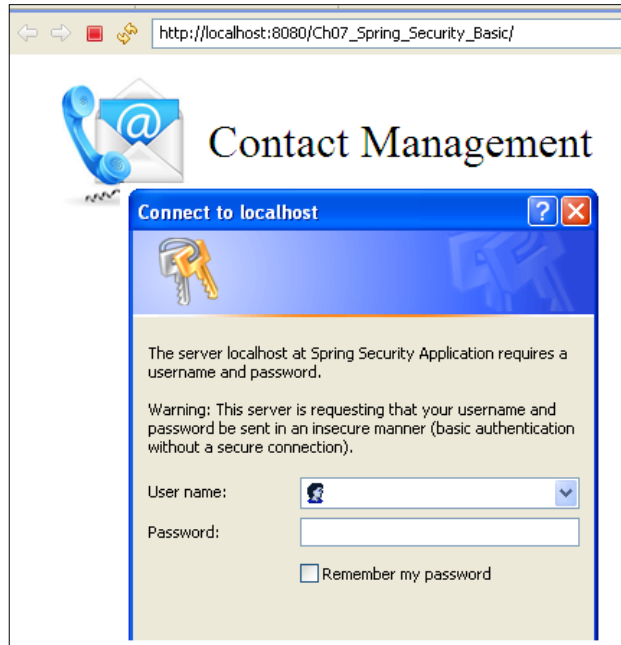 http://localhost:8080/Ch07_Spring_Security_Basic/
@
Contact Management
Connect to localhost
?
The server localhost at Spring Security Application requires a
username and password.
Warning: This server is requesting that your username and
password be sent in an insecure manner (basic authentication
without a secure connection).
User name:
Password:
Remember my password